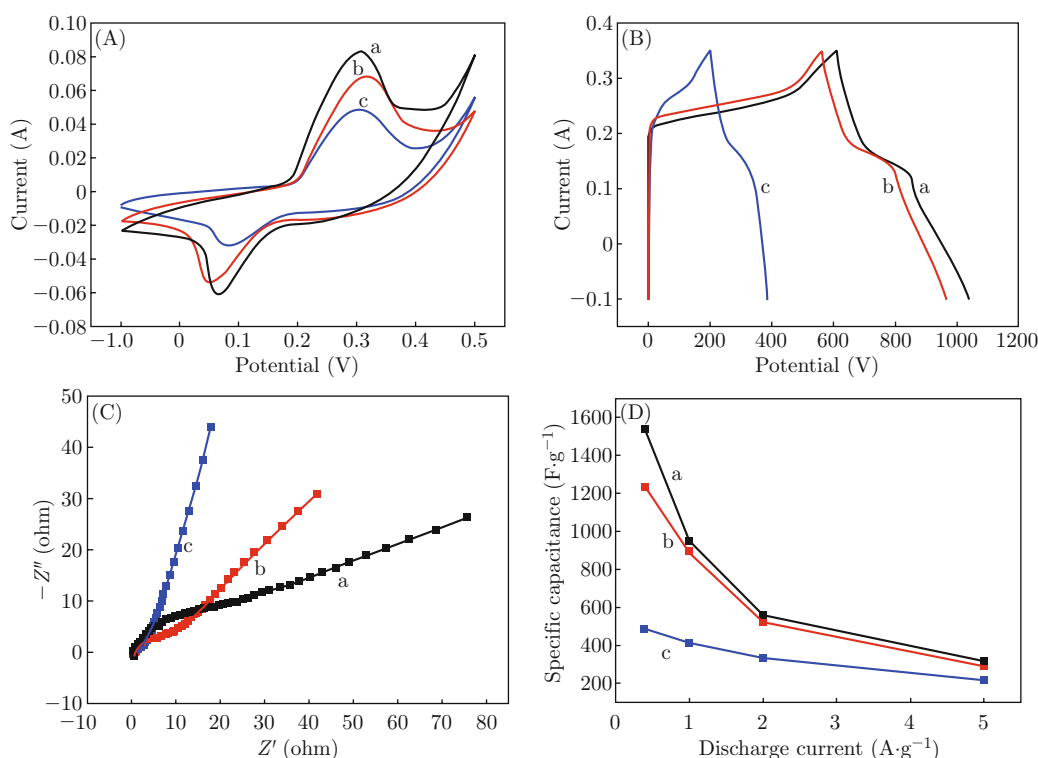 (A)
0.10
0.08
0.06
0.04
0.02
0
−0.02
−0.04
−0.06
−0.08
Current (A)
a
b
c
−1.0
0
0.1
0.2
0.3
0.4
0.5
Potential (V)
(B)
0.4
0.3
0.2
0.1
0
−0.1
Current (A)
c
b
a
0
200
400
600
800
1000
1200
Potential (V)
(C)
50
40
30
20
10
0
−10
−Z″ (ohm)
c
b
a
−10
0
10
20
30
40
50
60
70
80
Z′ (ohm)
(D)
1600
1400
1200
1000
800
600
400
200
Specific capacitance (F·g⁻¹)
a
b
c
0
1
2
3
4
5
Discharge current (A·g⁻¹)